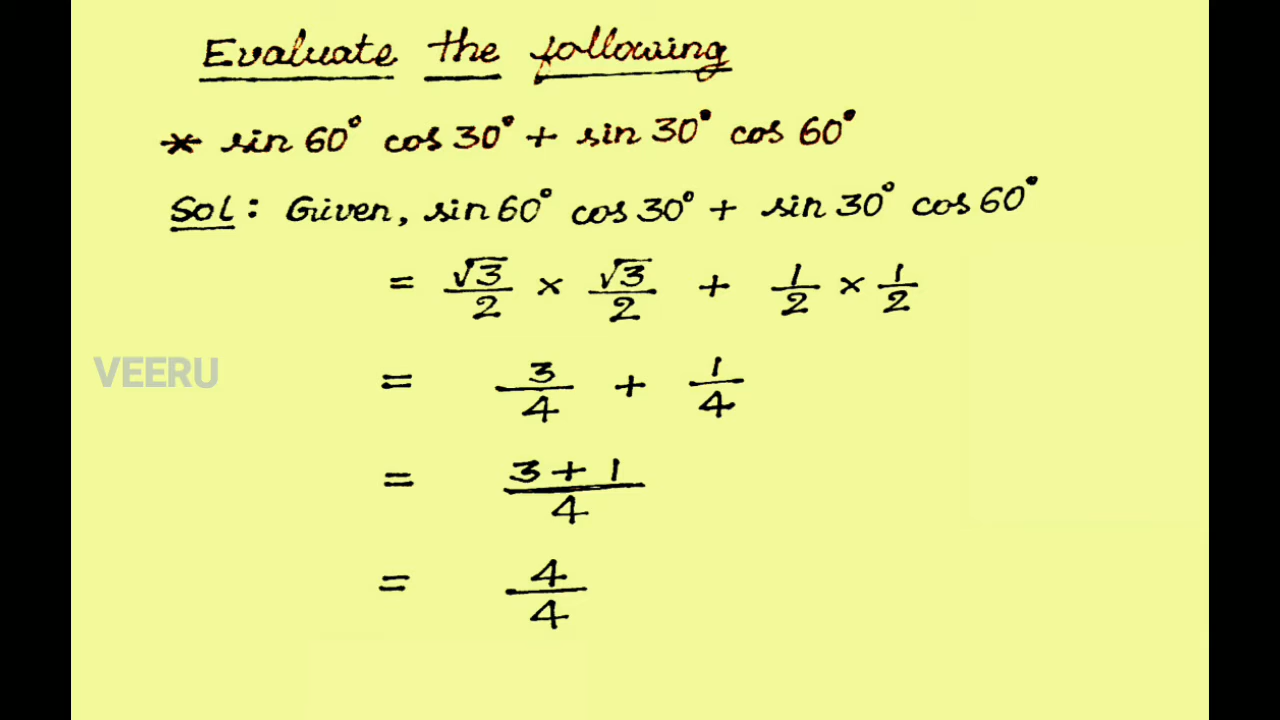 Evaluate the following
* sin 60° cos 30° + sin 30° cos 60°
Sol : Given, sin 60° cos 30° + sin 30° cos 60°
= √3/2 × √3/2 + 1/2 × 1/2
VEERU
= 3/4 + 1/4
= 3 + 1/4
= 4/4